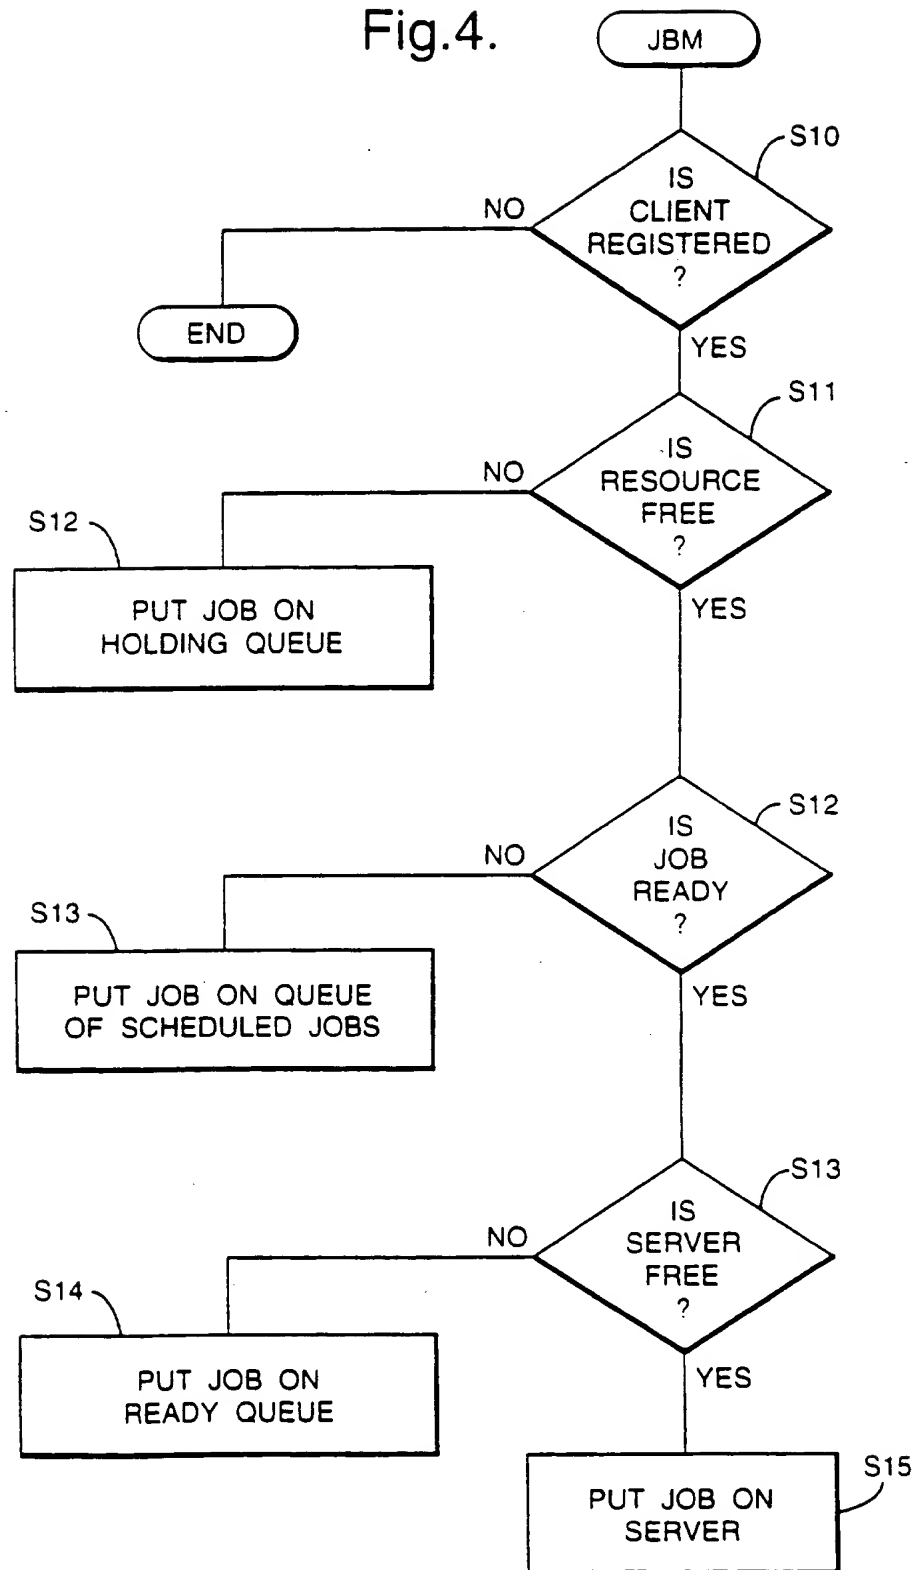 Fig.4.
JBM
S10
IS
CLIENT
REGISTERED
?
NO
END
YES
S11
IS
RESOURCE
FREE
?
NO
S12
PUT JOB ON
HOLDING QUEUE
YES
S12
IS
JOB
READY
?
NO
S13
PUT JOB ON QUEUE
OF SCHEDULED JOBS
YES
S13
IS
SERVER
FREE
?
NO
S14
PUT JOB ON
READY QUEUE
YES
S15
PUT JOB ON
SERVER